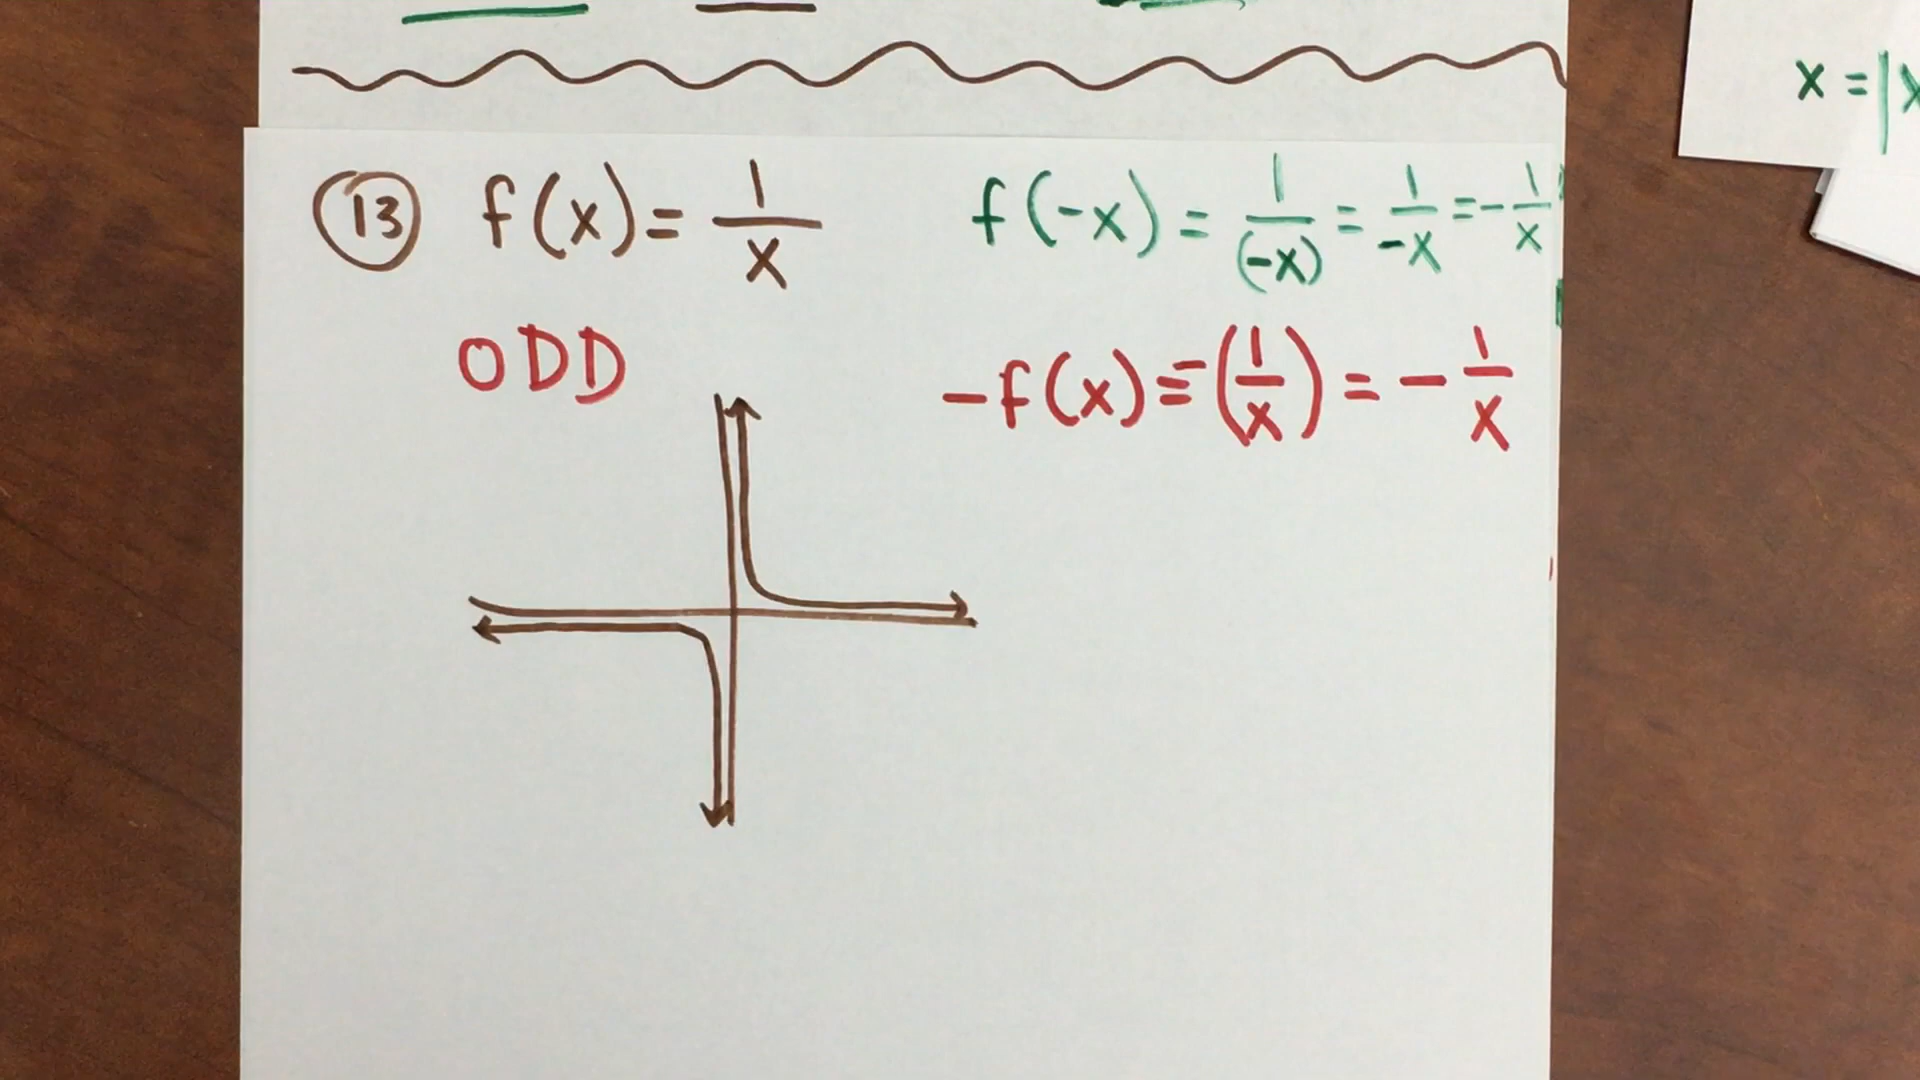 x = |x
13 f(x) = 1/x
f(-x) = 1/(-x) = 1/-x = - 1/x
ODD
-f(x) = -(1/x) = - 1/x